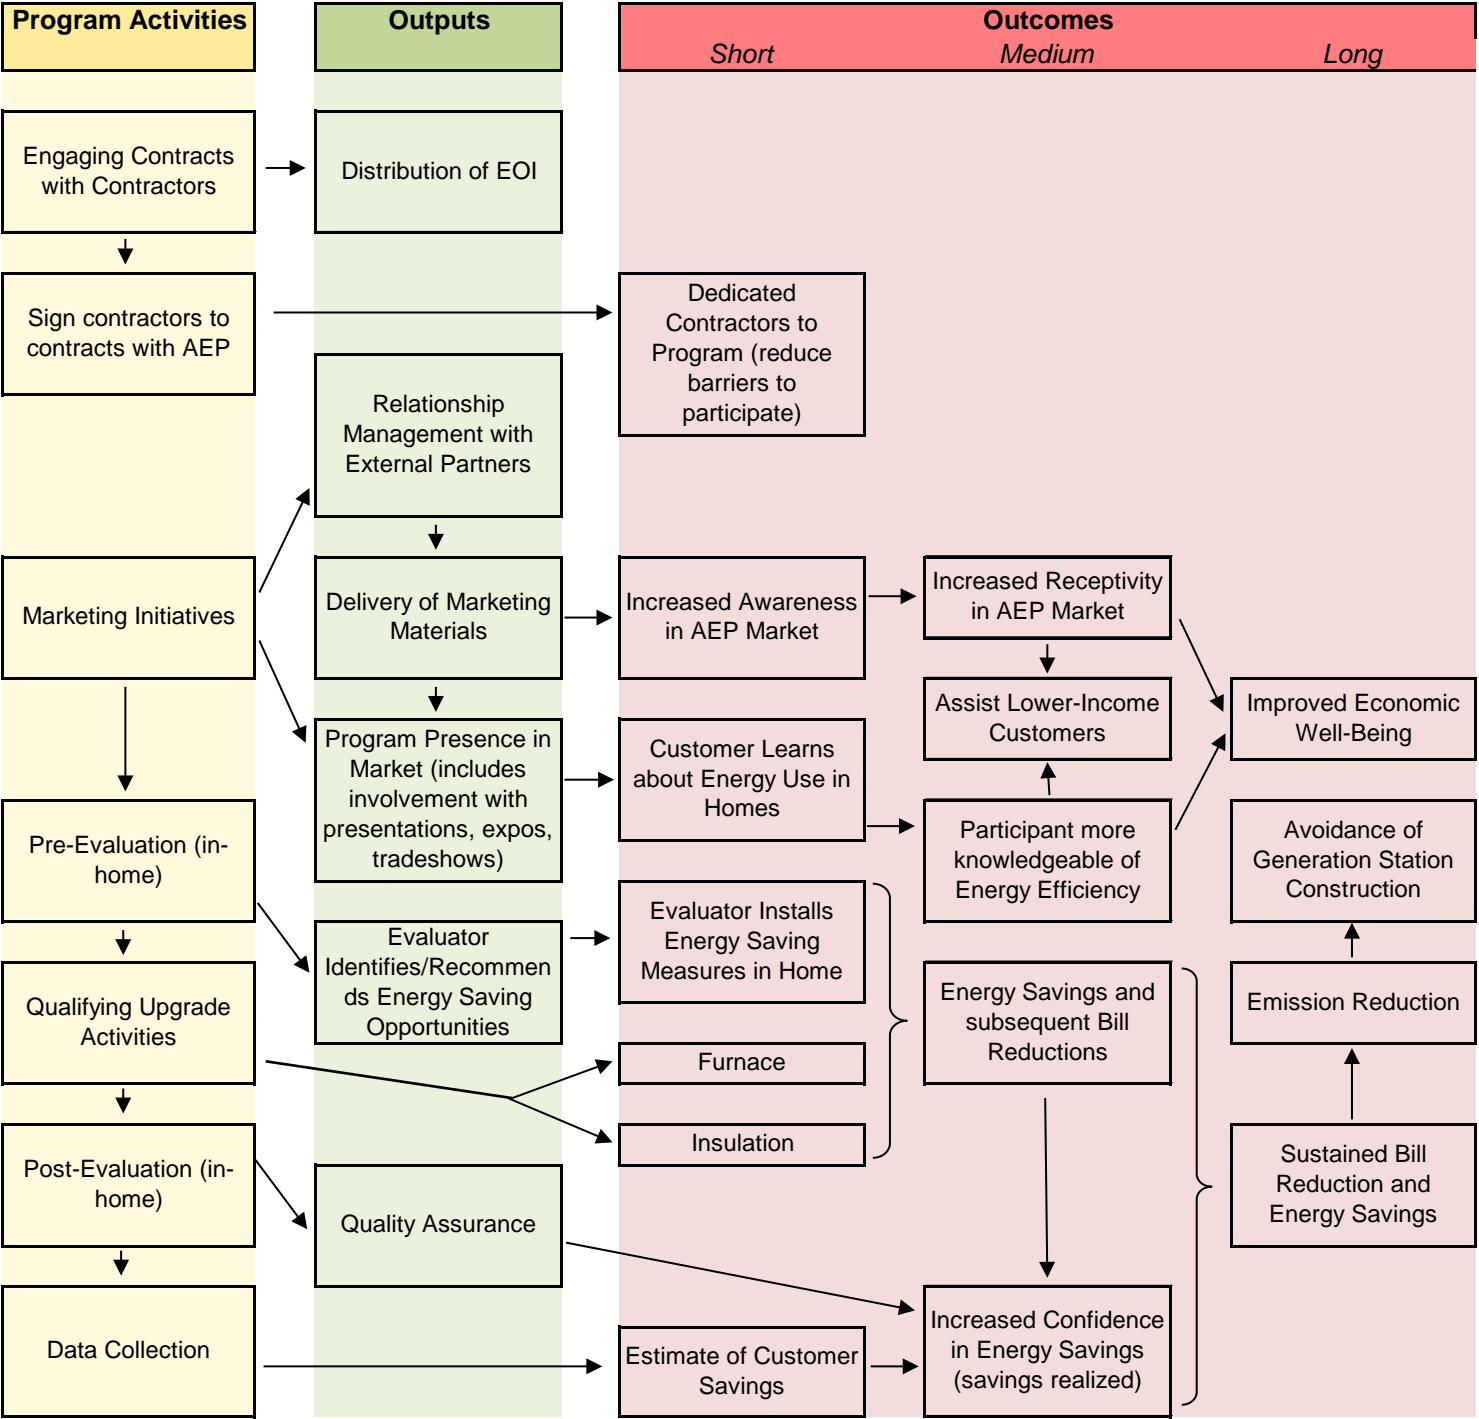 Program Activities
Outputs
Outcomes
Short
Medium
Long
Engaging Contracts
with Contractors
Distribution of EOI
Sign contractors to
contracts with AEP
Dedicated
Contractors to
Program (reduce
barriers to
participate)
Relationship
Management with
External Partners
Marketing Initiatives
Delivery of Marketing
Materials
Increased Awareness
in AEP Market
Increased Receptivity
in AEP Market
Assist Lower-Income
Customers
Improved Economic
Well-Being
Program Presence in
Market (includes
involvement with
presentations, expos,
tradeshows)
Customer Learns
about Energy Use in
Homes
Pre-Evaluation (in-
home)
Participant more
knowledgeable of
Energy Efficiency
Avoidance of
Generation Station
Construction
Evaluator
Identifies/Recommen
ds Energy Saving
Opportunities
Evaluator Installs
Energy Saving
Measures in Home
Qualifying Upgrade
Activities
Energy Savings and
subsequent Bill
Reductions
Emission Reduction
Furnace
Insulation
Post-Evaluation (in-
home)
Quality Assurance
Sustained Bill
Reduction and
Energy Savings
Data Collection
Estimate of Customer
Savings
Increased Confidence
in Energy Savings
(savings realized)